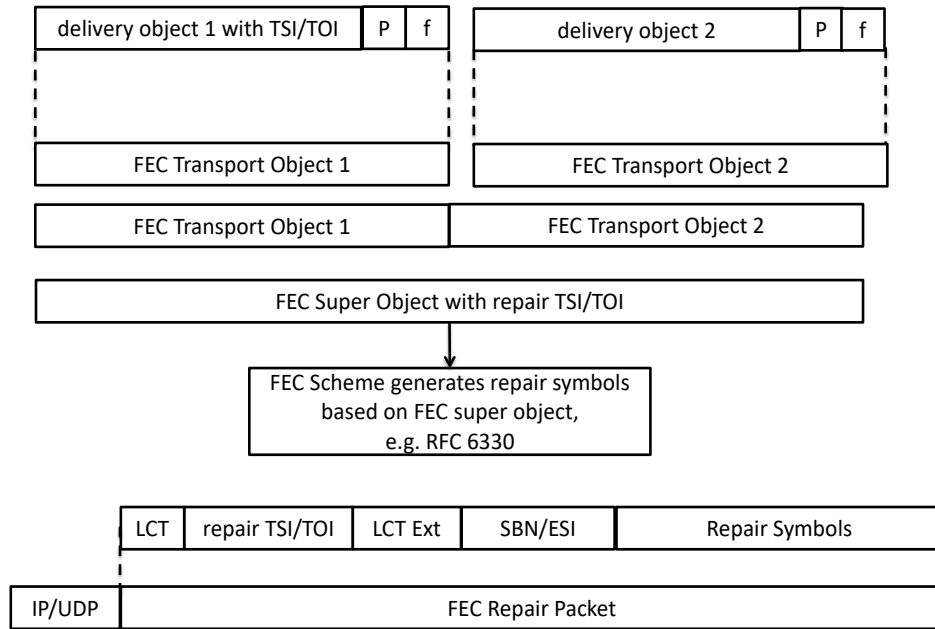 delivery object 1 with TSI/TOI P f delivery object 2 P f
FEC Transport Object 1 FEC Transport Object 2
FEC Transport Object 1 FEC Transport Object 2
FEC Super Object with repair TSI/TOI
FEC Scheme generates repair symbols
based on FEC super object,
e.g. RFC 6330
LCT repair TSI/TOI LCT Ext SBN/ESI Repair Symbols
IP/UDP FEC Repair Packet